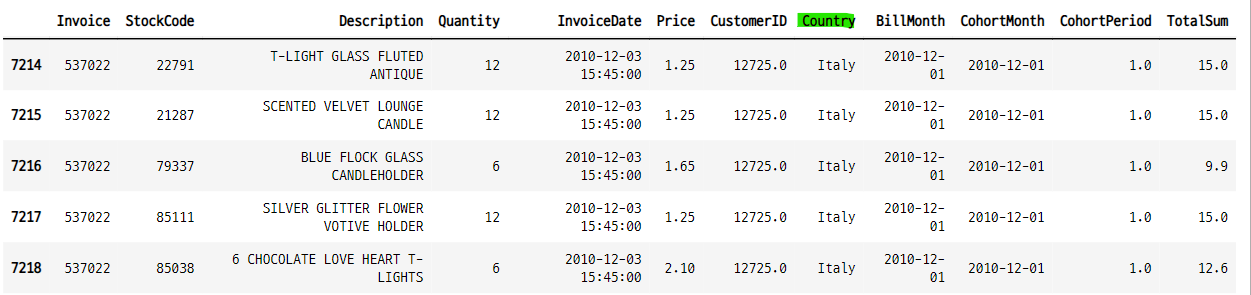 Invoice StockCode Description Quantity InvoiceDate Price CustomerID Country BillMonth CohortMonth CohortPeriod TotalSum
7214 537022 22791 T-LIGHT GLASS FLUTED ANTIQUE 12 2010-12-03 15:45:00 1.25 12725.0 Italy 2010-12-01 2010-12-01 1.0 15.0
7215 537022 21287 SCENTED VELVET LOUNGE CANDLE 12 2010-12-03 15:45:00 1.25 12725.0 Italy 2010-12-01 2010-12-01 1.0 15.0
7216 537022 79337 BLUE FLOCK GLASS CANDLEHOLDER 6 2010-12-03 15:45:00 1.65 12725.0 Italy 2010-12-01 2010-12-01 1.0 9.9
7217 537022 85111 SILVER GLITTER FLOWER VOTIVE HOLDER 12 2010-12-03 15:45:00 1.25 12725.0 Italy 2010-12-01 2010-12-01 1.0 15.0
7218 537022 85038 6 CHOCOLATE LOVE HEART T-LIGHTS 6 2010-12-03 15:45:00 2.10 12725.0 Italy 2010-12-01 2010-12-01 1.0 12.6